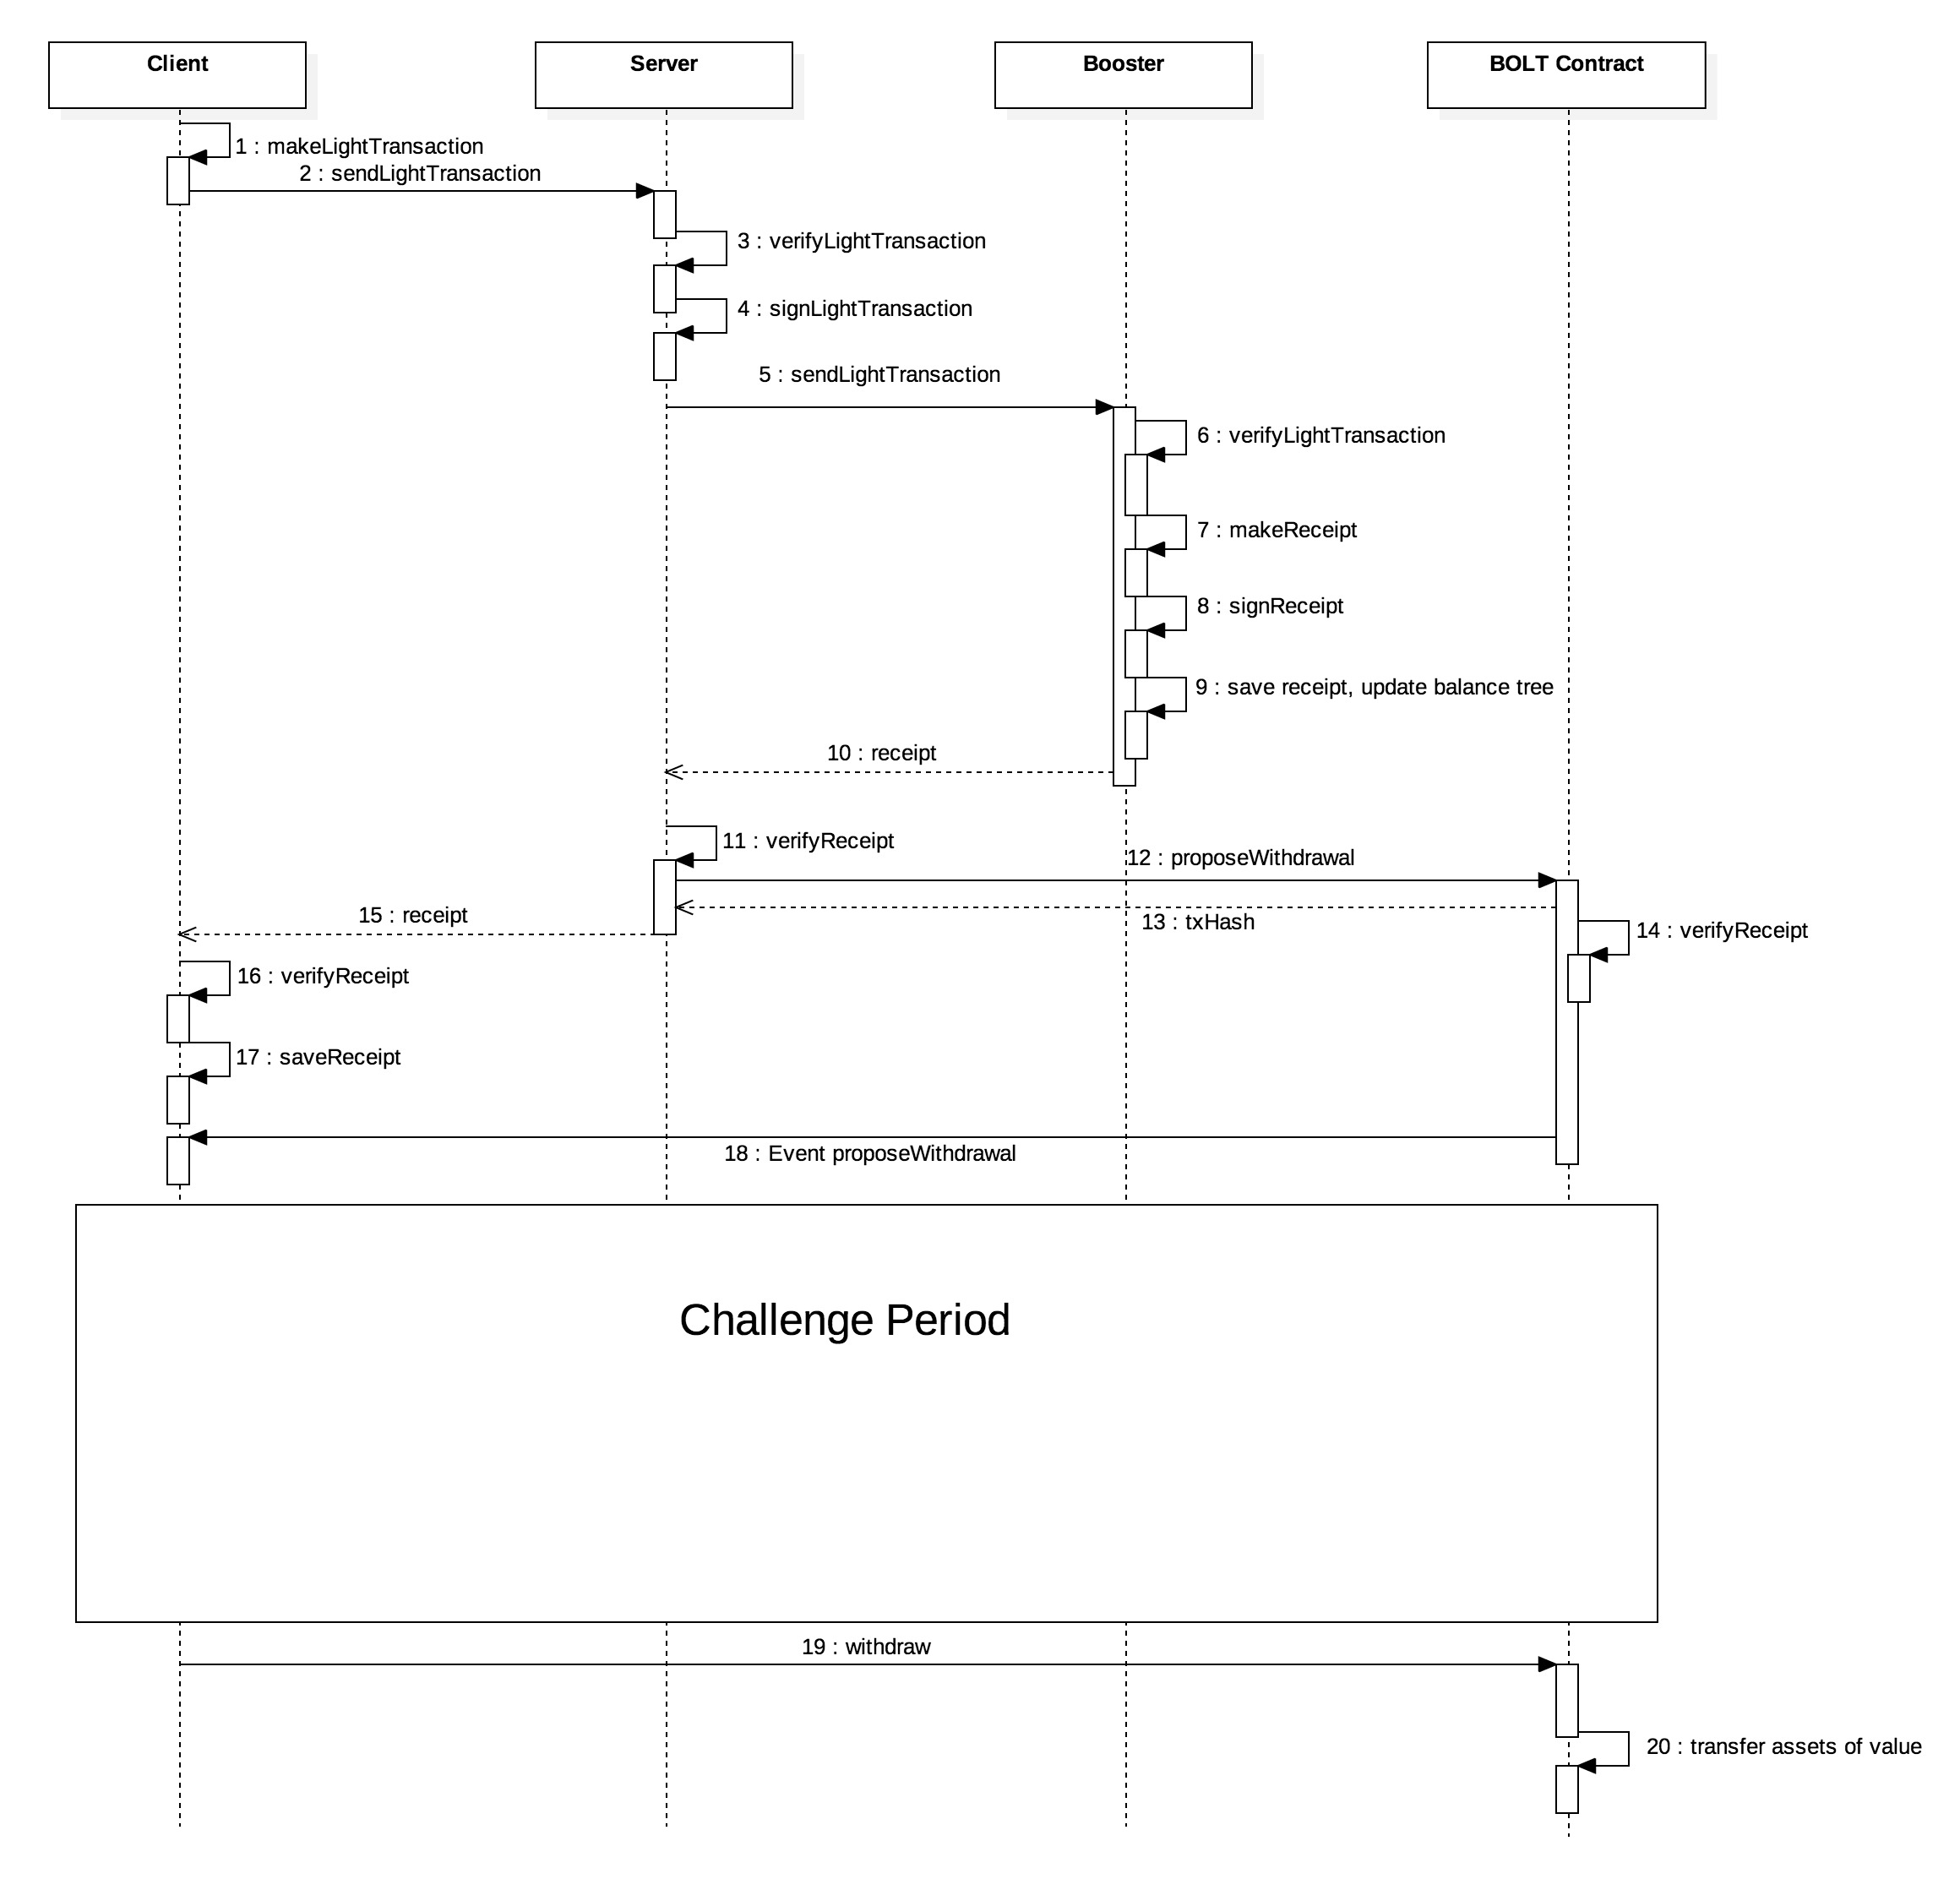 Client
Server
Booster
BOLT Contract
1 : makeLightTransaction
2 : sendLightTransaction
3 : verifyLightTransaction
4 : signLightTransaction
5 : sendLightTransaction
6 : verifyLightTransaction
7 : makeReceipt
8 : signReceipt
9 : save receipt, update balance tree
10 : receipt
11 : verifyReceipt
12 : proposeWithdrawal
15 : receipt
13 : txHash
14 : verifyReceipt
16 : verifyReceipt
17 : saveReceipt
18 : Event proposeWithdrawal
Challenge Period
19 : withdraw
20 : transfer assets of value